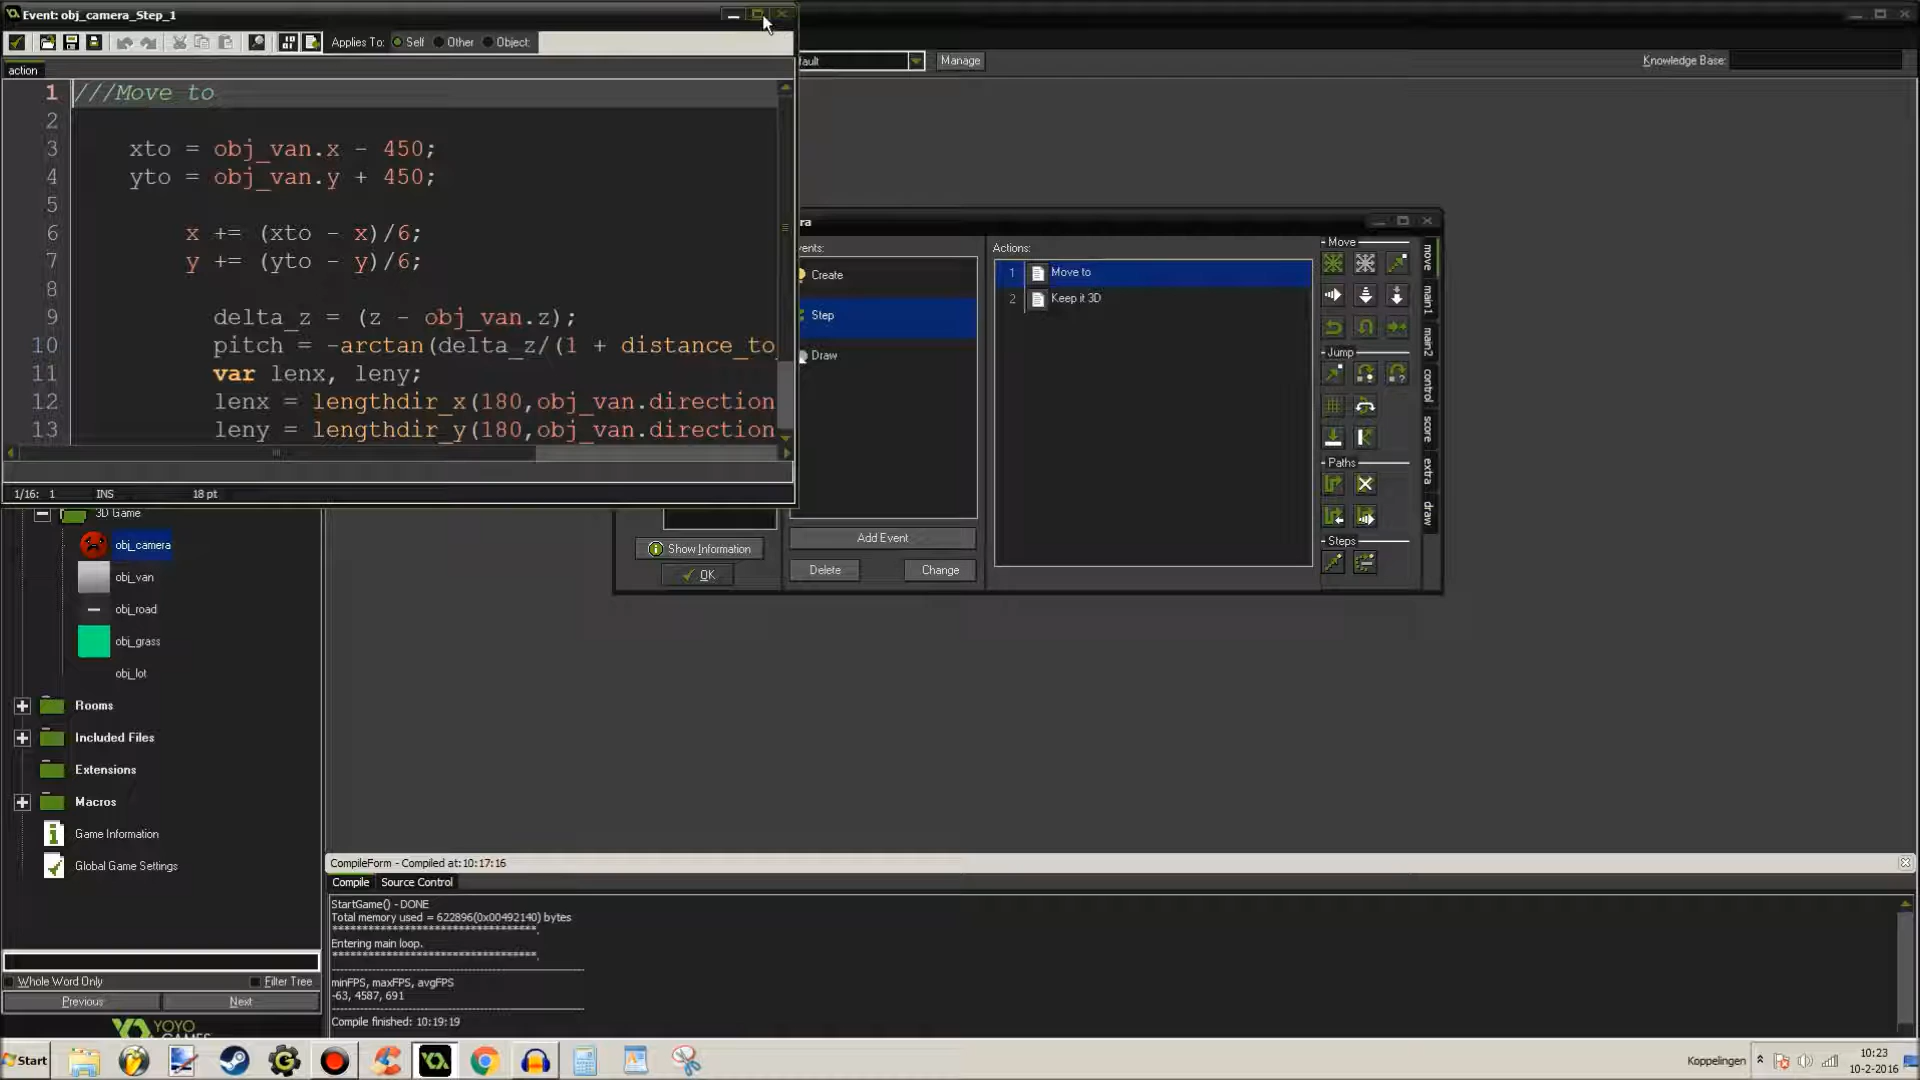 Event: obj_camera_Step_1
Applies To: Self Other Object:
action
1 ///Move to
2
3 xto = obj_van.x - 450;
4 yto = obj_van.y + 450;
5
6 x += (xto - x)/6;
7 y += (yto - y)/6;
8
9 delta_z = (z - obj_van.z);
10 pitch = -arctan(delta_z/(1 + distance_to_
11 var lenx, leny;
12 lenx = lengthdir_x(180,obj_van.direction
13 leny = lengthdir_y(180,obj_van.direction
1/16: 1 INS 18 pt
ault
Manage
Knowledge Base:
ra
vents:
Create
Step
Draw
Add Event
Delete
Change
Show Information
OK
Actions:
1 Move to
2 Keep it 3D
Move
Jump
Paths
Steps
move
main1
main2
control
score
extra
draw
3D Game
obj_camera
obj_van
obj_road
obj_grass
obj_lot
Rooms
Included Files
Extensions
Macros
Game Information
Global Game Settings
Whole Word Only
Filter Tree
Previous
Next
YOYO
GAMES
CompileForm - Compiled at:10:17:16
Compile Source Control
StartGame() - DONE
Total memory used = 622896(0x00492140) bytes
***********************************.
Entering main loop.
***********************************.
minFPS, maxFPS, avgFPS
-63, 4587, 691
Compile finished: 10:19:19
Start
Koppelingen
10:23
10-2-2016